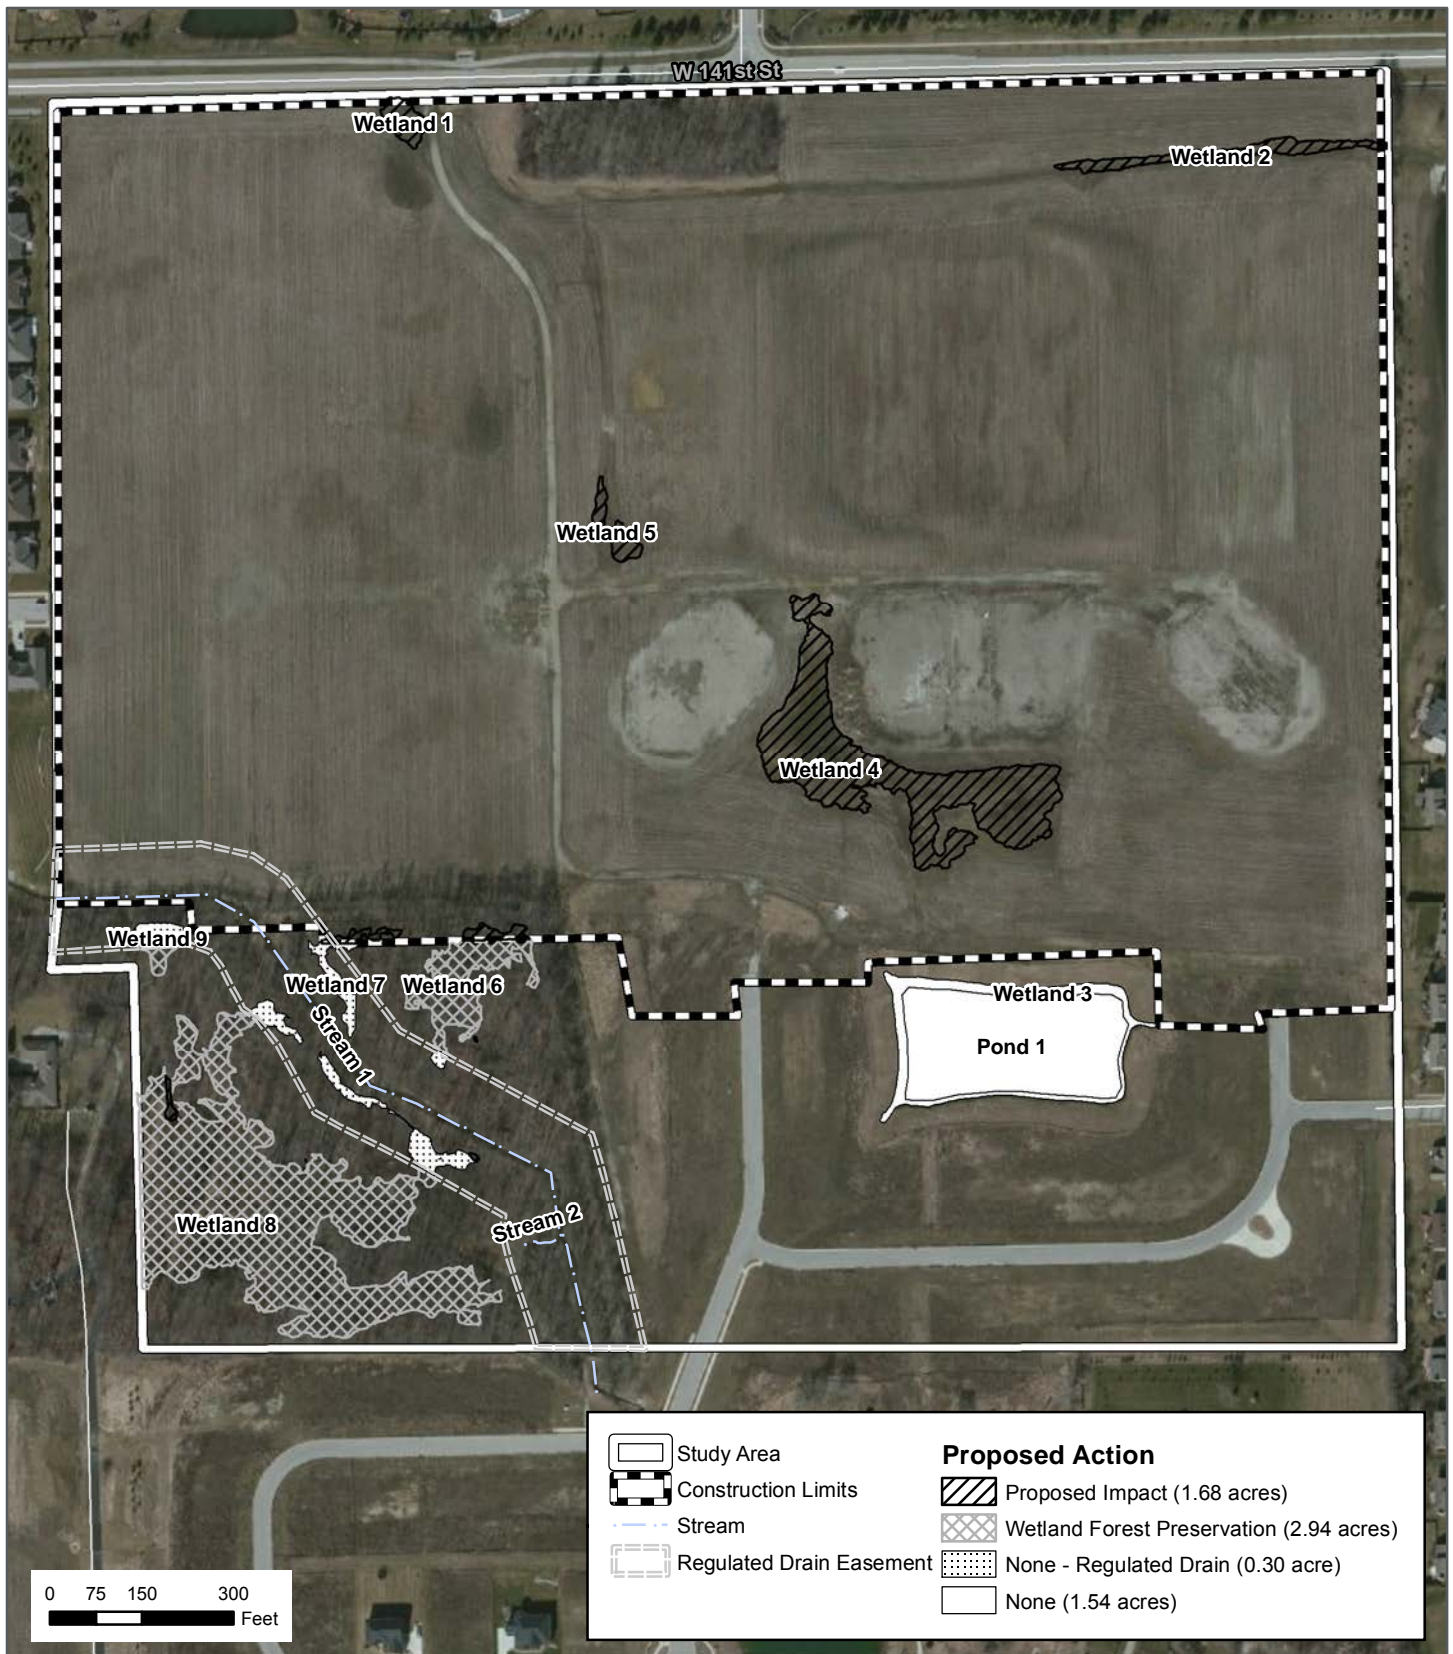 W 141st St
Wetland 1
Wetland 2
Wetland 5
Wetland 4
Wetland 9
Wetland 7
Wetland 6
Wetland 3
Stream 1
Pond 1
Wetland 8
Stream 2
Study Area
Construction Limits
Stream
Regulated Drain Easement
Proposed Action
Proposed Impact (1.68 acres)
Wetland Forest Preservation (2.94 acres)
None - Regulated Drain (0.30 acre)
None (1.54 acres)
0 75 150 300
Feet